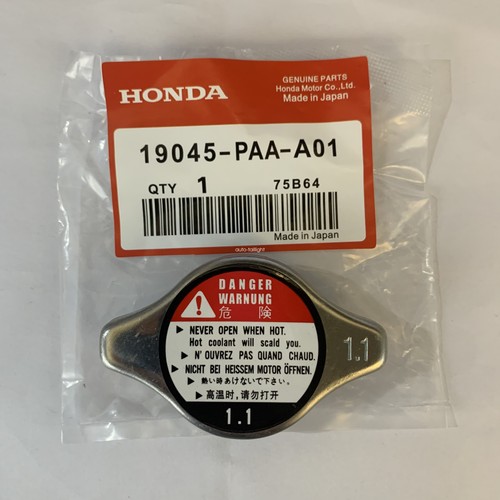 HONDA
GENUINE PARTS
Honda Motor Co.,Ltd.
Made in Japan
19045-PAA-A01
QTY 1 75B64
Made in Japan
auto-taillight
DANGER
WARNUNG
危険
▶ NEVER OPEN WHEN HOT.
Hot coolant will scald you.
▶ N' OUVREZ PAS QUAND CHAUD.
▶ NICHT BEI HEISSEM MOTOR ÖFFNEN.
▶ 熱い時あけないで下さい。
▶ 高温时,请勿打开
1.1
1.1